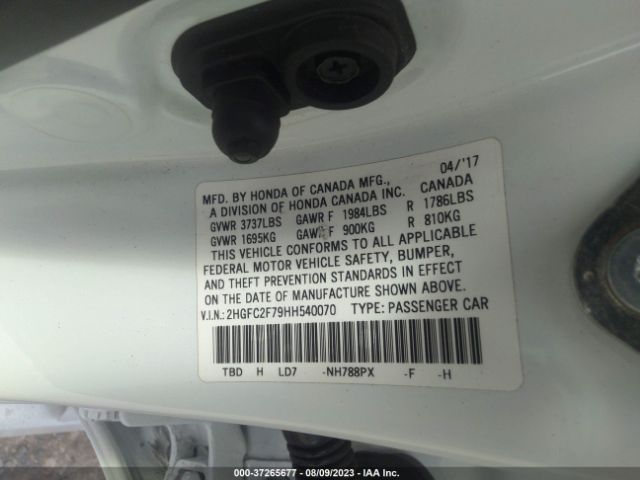 04/'17
MFD. BY HONDA OF CANADA MFG.,
A DIVISION OF HONDA CANADA INC. CANADA
GVWR 3737LBS GAWR F 1984LBS R 1786LBS
GVWR 1695KG GAWR F 900KG R 810KG
THIS VEHICLE CONFORMS TO ALL APPLICABLE
FEDERAL MOTOR VEHICLE SAFETY, BUMPER,
AND THEFT PREVENTION STANDARDS IN EFFECT
ON THE DATE OF MANUFACTURE SHOWN ABOVE.
V.I.N.: 2HGFC2F79HH540070 TYPE: PASSENGER CAR
TBD H LD7 -NH788PX -F -H
000-37265677 - 08/09/2023 - IAA Inc.